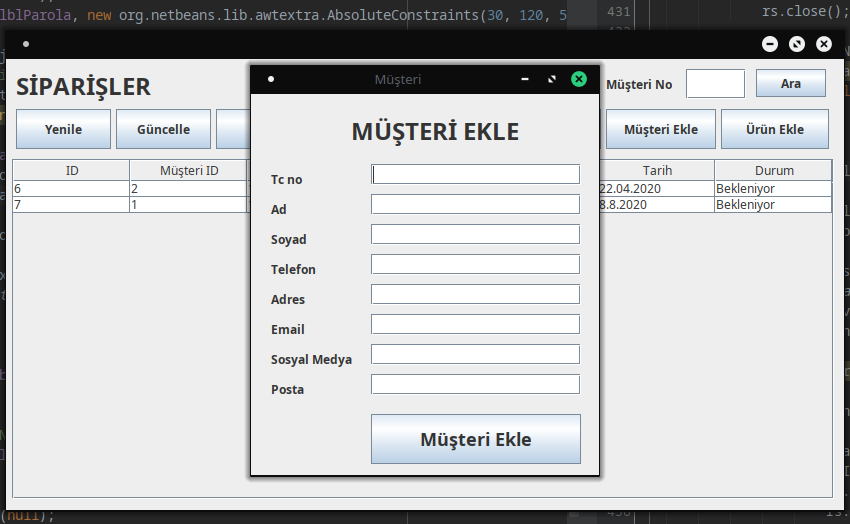 lblParola, new org.netbeans.lib.awtextra.AbsoluteConstraints(30, 120, 5
431
rs.close();
SİPARİŞLER
Müşteri No
Ara
Yenile
Güncelle
Müşteri Ekle
Ürün Ekle
ID
Müşteri ID
Tarih
Durum
6
2
22.04.2020
Bekleniyor
7
1
8.8.2020
Bekleniyor
Müşteri
MÜŞTERİ EKLE
Tc no
Ad
Soyad
Telefon
Adres
Email
Sosyal Medya
Posta
Müşteri Ekle
(null);